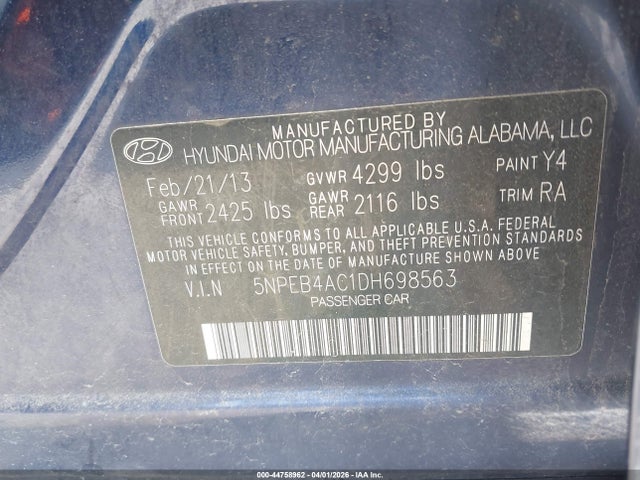 MANUFACTURED BY
HYUNDAI MOTOR MANUFACTURING ALABAMA, LLC
Feb/21/13 GVWR 4299 lbs PAINT Y4
GAWR FRONT 2425 lbs GAWR REAR 2116 lbs TRIM RA
THIS VEHICLE CONFORMS TO ALL APPLICABLE U.S.A. FEDERAL
MOTOR VEHICLE SAFETY, BUMPER, AND THEFT PREVENTION STANDARDS
IN EFFECT ON THE DATE OF MANUFACTURE SHOWN ABOVE
V.I.N 5NPEB4AC1DH698563
PASSENGER CAR
000-44758962 - 04/01/2026 - IAA Inc.